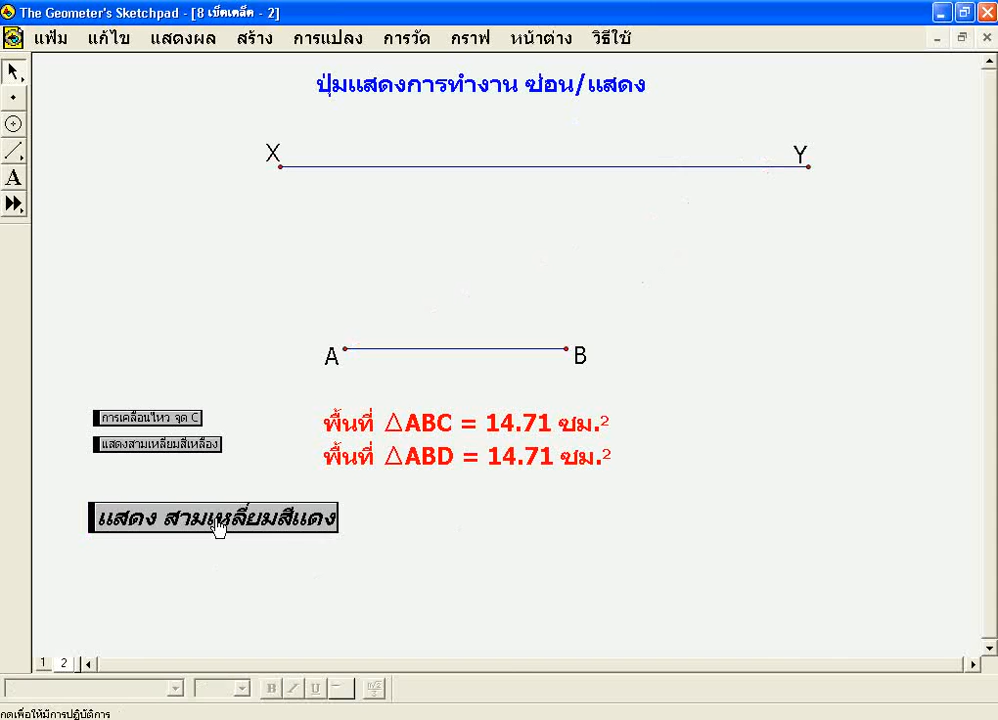 The Geometer's Sketchpad - [8 เข็ดเคล็ด - 2]
แฟ้ม แก้ไข แสดงผล สร้าง การแปลง การวัด กราฟ หน้าต่าง วิธีใช้
ปุ่มแสดงการทำงาน ซ่อน/แสดง
X Y
A B
การเคลื่อนไหว จุด C
แสดงสามเหลี่ยมสีเหลือง
พื้นที่ △ABC = 14.71 ซม.²
พื้นที่ △ABD = 14.71 ซม.²
แสดง สามเหลี่ยมสีแดง
1 2
B I U
กดเพื่อให้มีการปฏิบัติการ